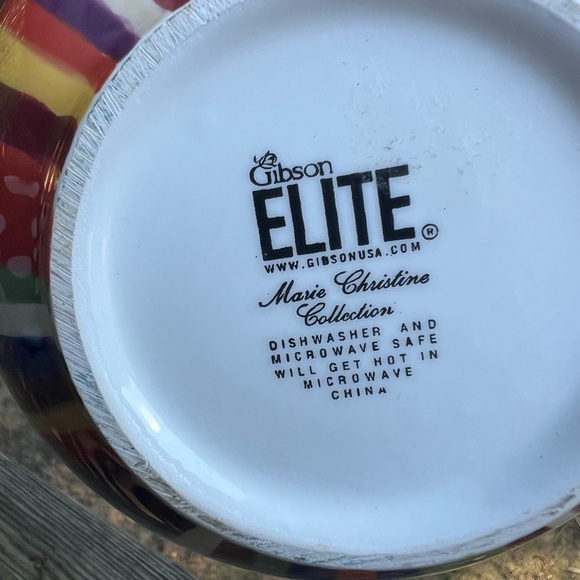 Gibson
ELITE®
WWW.GIBSONUSA.COM
Marie Christine
Collection
DISHWASHER AND
MICROWAVE SAFE
WILL GET HOT IN
MICROWAVE
CHINA